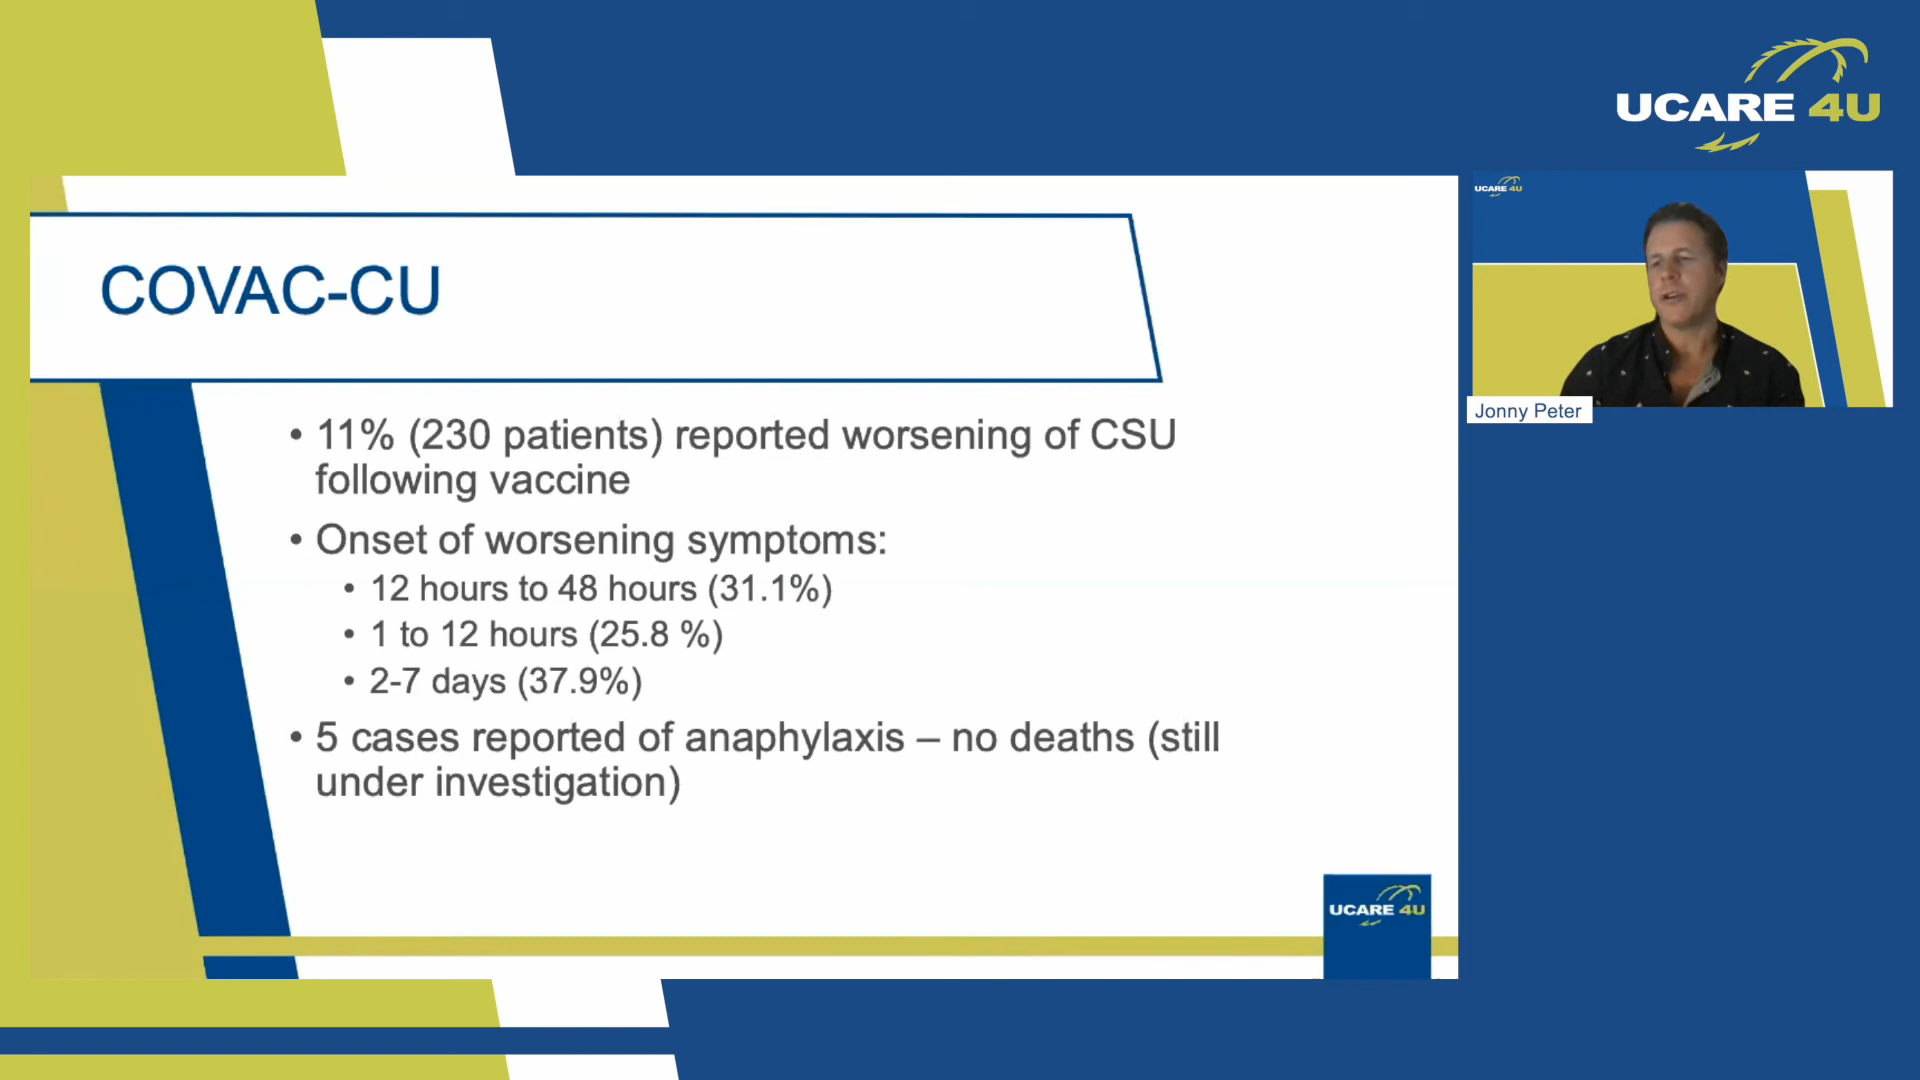 UCARE 4U
UCARE 4U
COVAC-CU
Jonny Peter
• 11% (230 patients) reported worsening of CSU
following vaccine
• Onset of worsening symptoms:
• 12 hours to 48 hours (31.1%)
• 1 to 12 hours (25.8 %)
• 2-7 days (37.9%)
• 5 cases reported of anaphylaxis – no deaths (still
under investigation)
UCARE 4U